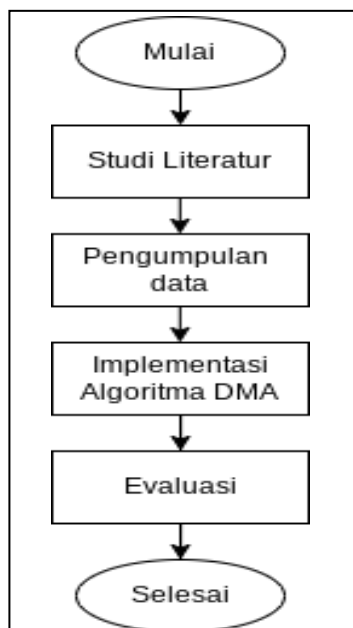 Mulai
Studi Literatur
Pengumpulan
data
Implementasi
Algoritma DMA
Evaluasi
Selesai